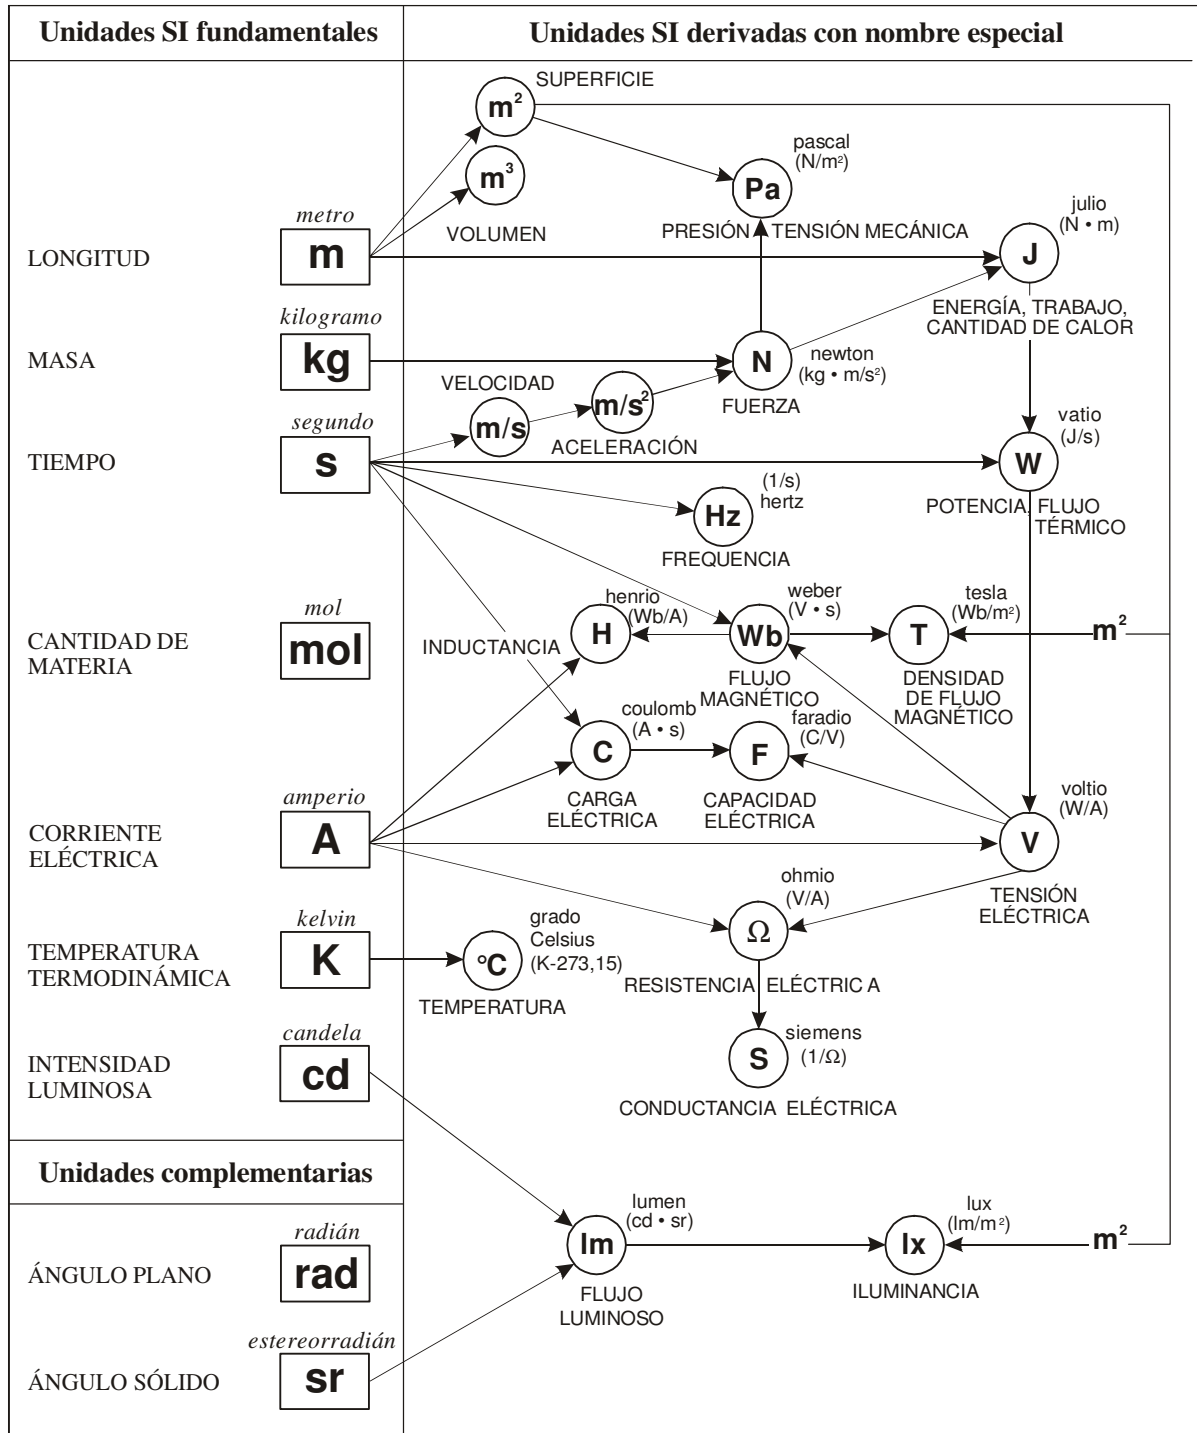 Unidades SI fundamentales
Unidades SI derivadas con nombre especial
SUPERFICIE
m²
m³
VOLUMEN
pascal
(N/m²)
Pa
PRESIÓN TENSIÓN MECÁNICA
julio
(N • m)
J
ENERGÍA, TRABAJO,
CANTIDAD DE CALOR
metro
LONGITUD
m
kilogramo
MASA
kg
N
newton
(kg • m/s²)
FUERZA
VELOCIDAD
m/s
m/s²
ACELERACIÓN
segundo
TIEMPO
s
vatio
(J/s)
W
POTENCIA, FLUJO
TÉRMICO
(1/s)
hertz
Hz
FREQUENCIA
mol
CANTIDAD DE
MATERIA
mol
henrio
(Wb/A)
H
INDUCTANCIA
weber
(V • s)
Wb
FLUJO
MAGNÉTICO
tesla
(Wb/m²)
T
DENSIDAD
DE FLUJO
MAGNÉTICO
m²
coulomb
(A • s)
C
CARGA
ELÉCTRICA
faradio
(C/V)
F
CAPACIDAD
ELÉCTRICA
amperio
CORRIENTE
ELÉCTRICA
A
voltio
(W/A)
V
TENSIÓN
ELÉCTRICA
ohmio
(V/A)
Ω
RESISTENCIA ELÉCTRIC A
kelvin
TEMPERATURA
TERMODINÁMICA
K
grado
Celsius
(K-273,15)
°C
TEMPERATURA
siemens
(1/Ω)
S
CONDUCTANCIA ELÉCTRICA
candela
INTENSIDAD
LUMINOSA
cd
Unidades complementarias
radián
ÁNGULO PLANO
rad
lumen
(cd • sr)
lm
FLUJO
LUMINOSO
lux
(lm/m²)
lx
ILUMINANCIA
m²
estereorradián
ÁNGULO SÓLIDO
sr